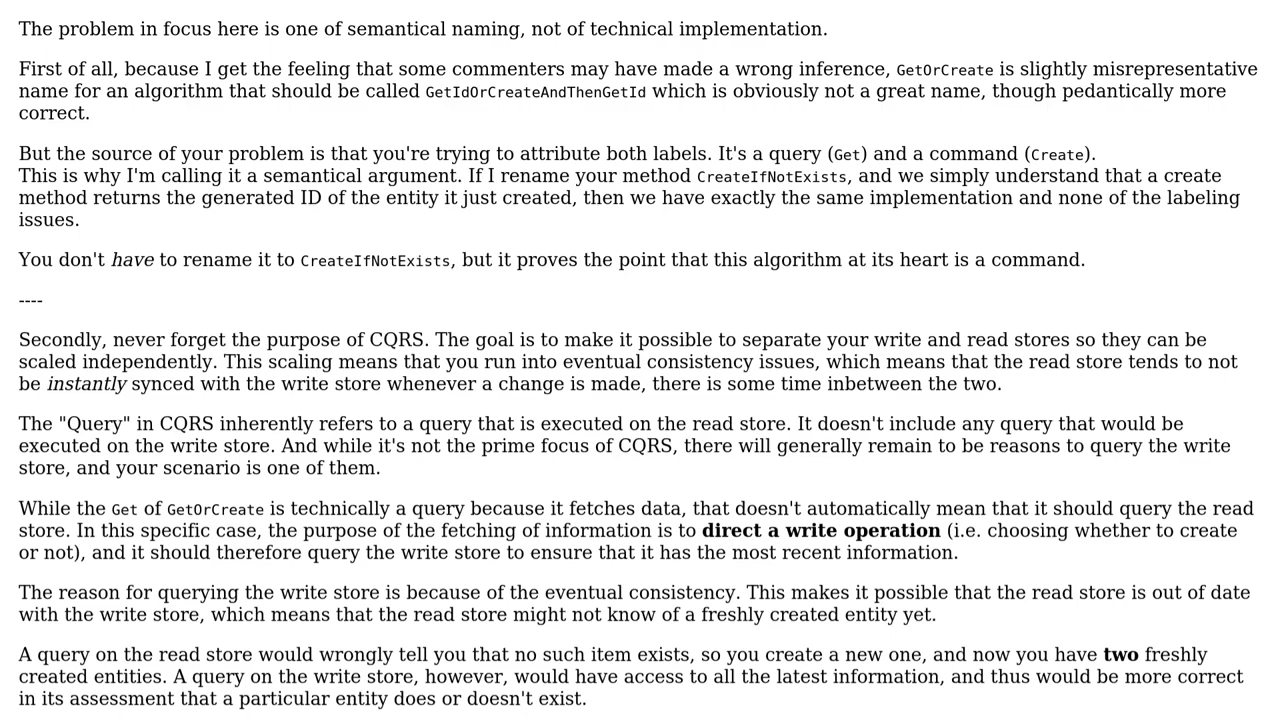 The problem in focus here is one of semantical naming, not of technical implementation.
First of all, because I get the feeling that some commenters may have made a wrong inference, GetOrCreate is slightly misrepresentative
name for an algorithm that should be called GetIdOrCreateAndThenGetId which is obviously not a great name, though pedantically more
correct.
But the source of your problem is that you're trying to attribute both labels. It's a query (Get) and a command (Create).
This is why I'm calling it a semantical argument. If I rename your method CreateIfNotExists, and we simply understand that a create
method returns the generated ID of the entity it just created, then we have exactly the same implementation and none of the labeling
issues.
You don't have to rename it to CreateIfNotExists, but it proves the point that this algorithm at its heart is a command.
----
Secondly, never forget the purpose of CQRS. The goal is to make it possible to separate your write and read stores so they can be
scaled independently. This scaling means that you run into eventual consistency issues, which means that the read store tends to not
be instantly synced with the write store whenever a change is made, there is some time inbetween the two.
The "Query" in CQRS inherently refers to a query that is executed on the read store. It doesn't include any query that would be
executed on the write store. And while it's not the prime focus of CQRS, there will generally remain to be reasons to query the write
store, and your scenario is one of them.
While the Get of GetOrCreate is technically a query because it fetches data, that doesn't automatically mean that it should query the read
store. In this specific case, the purpose of the fetching of information is to direct a write operation (i.e. choosing whether to create
or not), and it should therefore query the write store to ensure that it has the most recent information.
The reason for querying the write store is because of the eventual consistency. This makes it possible that the read store is out of date
with the write store, which means that the read store might not know of a freshly created entity yet.
A query on the read store would wrongly tell you that no such item exists, so you create a new one, and now you have two freshly
created entities. A query on the write store, however, would have access to all the latest information, and thus would be more correct
in its assessment that a particular entity does or doesn't exist.